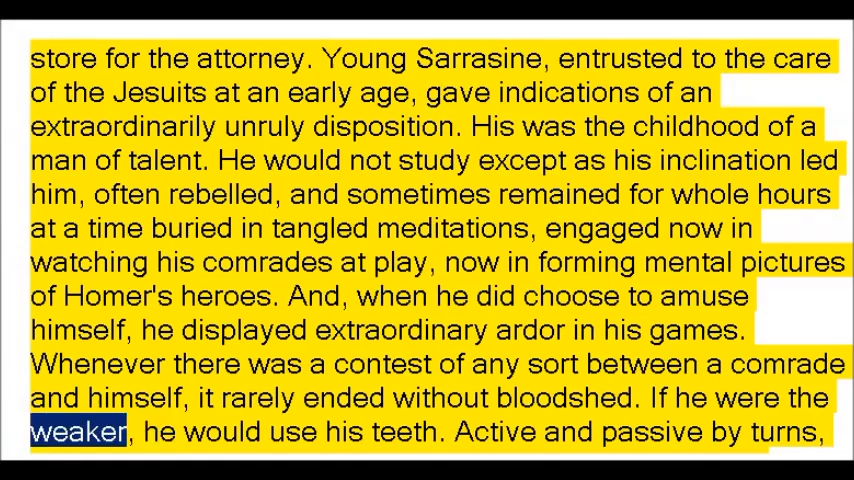 store for the attorney. Young Sarrasine, entrusted to the care
of the Jesuits at an early age, gave indications of an
extraordinarily unruly disposition. His was the childhood of a
man of talent. He would not study except as his inclination led
him, often rebelled, and sometimes remained for whole hours
at a time buried in tangled meditations, engaged now in
watching his comrades at play, now in forming mental pictures
of Homer's heroes. And, when he did choose to amuse
himself, he displayed extraordinary ardor in his games.
Whenever there was a contest of any sort between a comrade
and himself, it rarely ended without bloodshed. If he were the
weaker, he would use his teeth. Active and passive by turns,